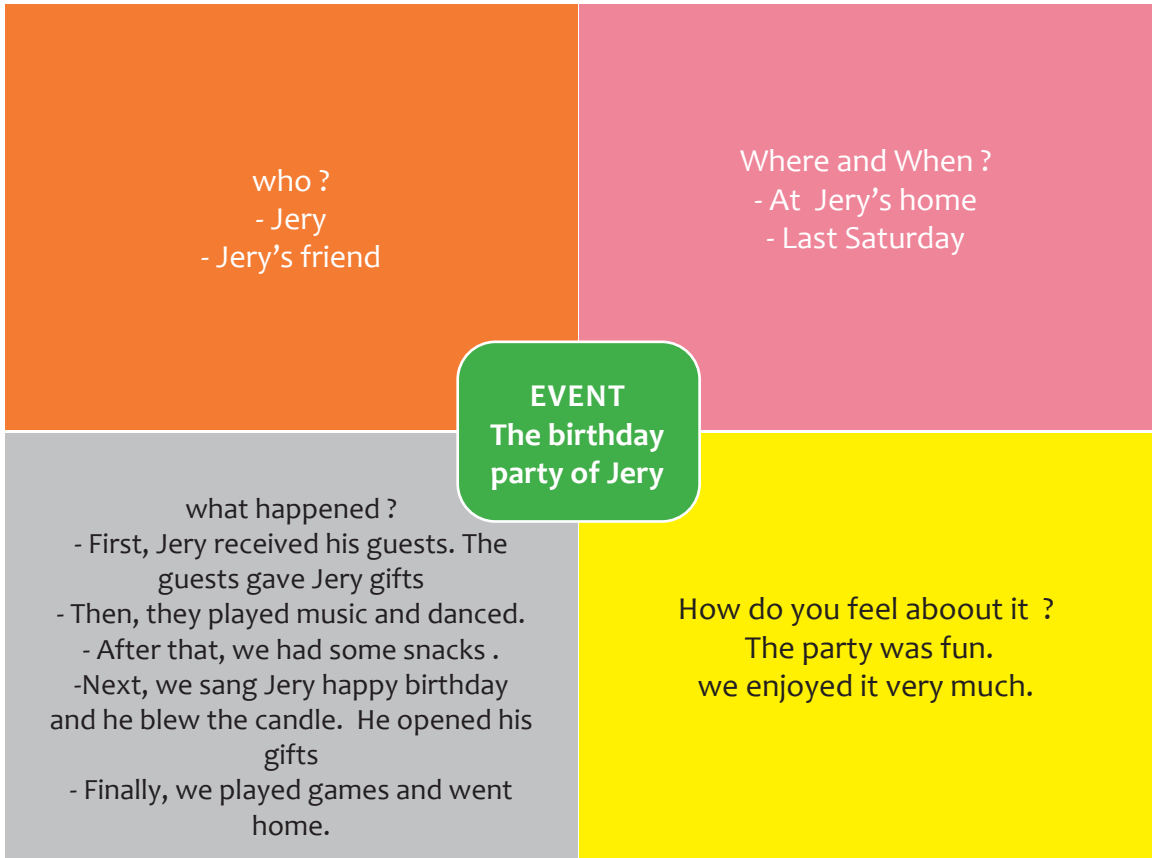 who ?
- Jery
- Jery’s friend
Where and When ?
- At  Jery’s home
- Last Saturday
EVENT
The birthday
party of Jery
what happened ?
- First, Jery received his guests. The
guests gave Jery gifts
- Then, they played music and danced.
- After that, we had some snacks .
-Next, we sang Jery happy birthday
and he blew the candle.  He opened his
gifts
- Finally, we played games and went
home.
How do you feel aboout it  ?
The party was fun.
we enjoyed it very much.